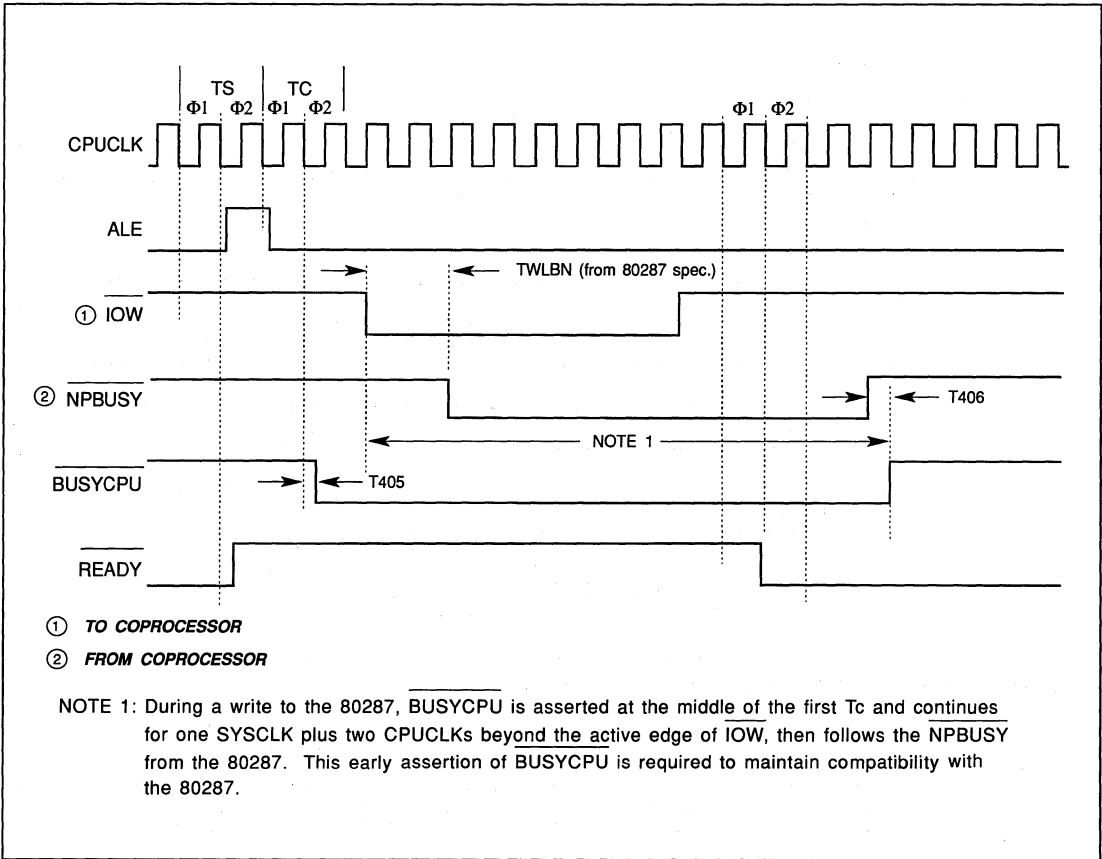 TS TC
Φ1 Φ2 Φ1 Φ2 Φ1 Φ2
CPUCLK
ALE
TWLBN (from 80287 spec.)
① IOW
② NPBUSY
T406
NOTE 1
BUSYCPU
T405
READY
① TO COPROCESSOR
② FROM COPROCESSOR
NOTE 1: During a write to the 80287, BUSYCPU is asserted at the middle of the first Tc and continues
for one SYSCLK plus two CPUCLKs beyond the active edge of IOW, then follows the NPBUSY
from the 80287. This early assertion of BUSYCPU is required to maintain compatibility with
the 80287.